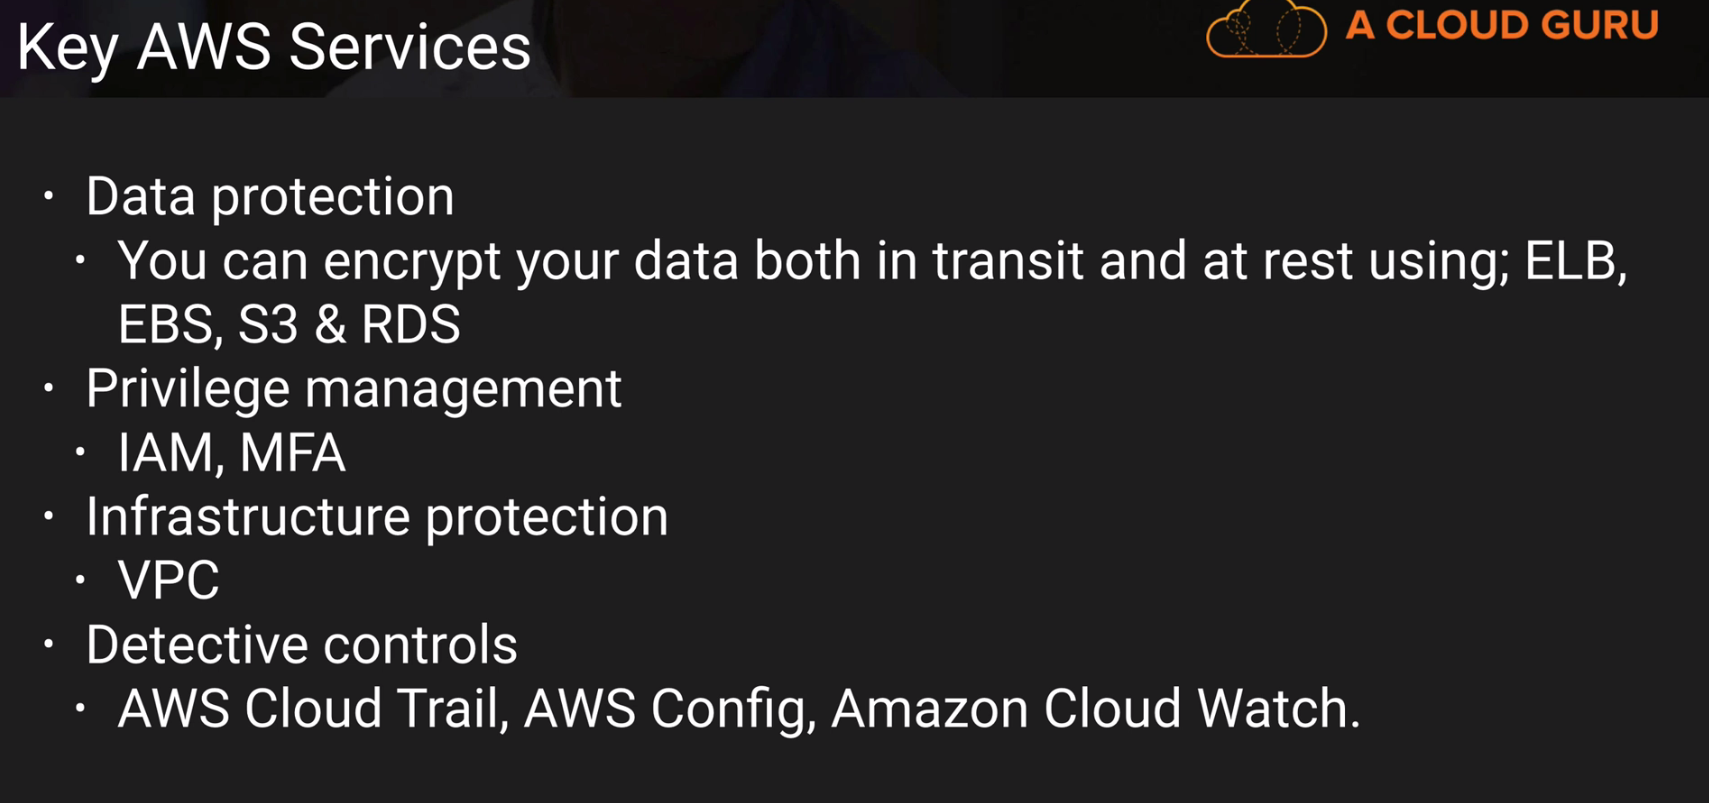 Key AWS Services
A CLOUD GURU
• Data protection
• You can encrypt your data both in transit and at rest using; ELB,
EBS, S3 & RDS
• Privilege management
• IAM, MFA
• Infrastructure protection
• VPC
• Detective controls
• AWS Cloud Trail, AWS Config, Amazon Cloud Watch.